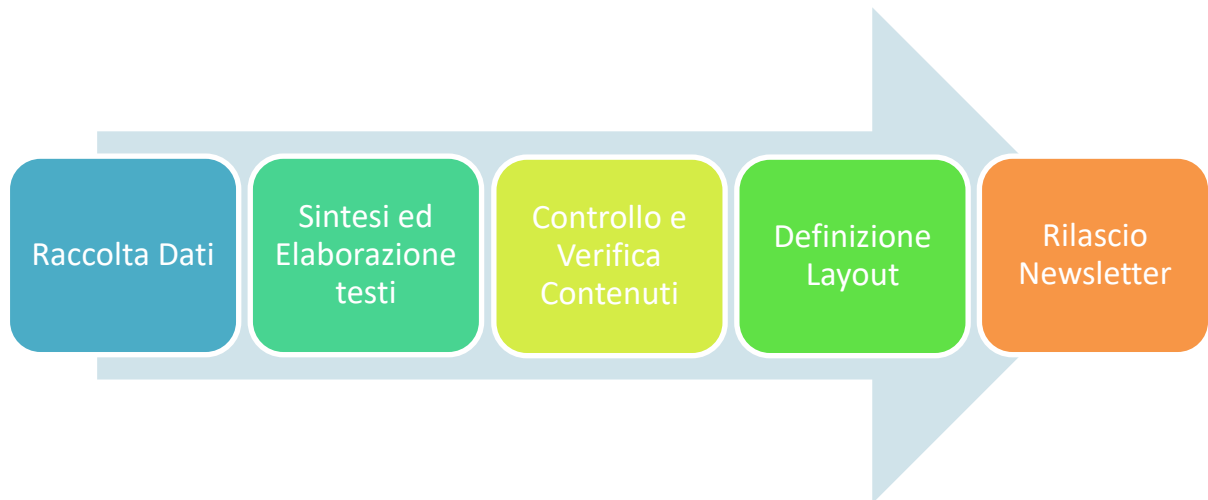 Raccolta Dati
Sintesi ed
Elaborazione
testi
Controllo e
Verifica
Contenuti
Definizione
Layout
Rilascio
Newsletter